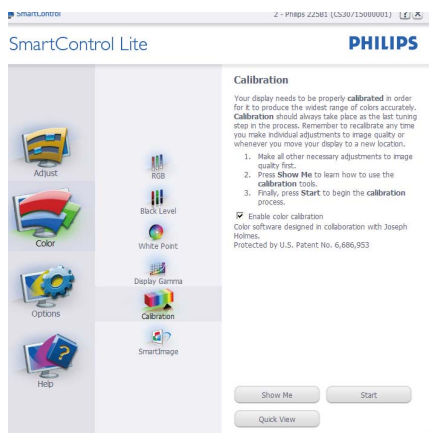 SmartControl
2 - Philips 225B1 (CS30715000001)
? X
SmartControl Lite
PHILIPS
Adjust
Color
Options
Help
RGB
Black Level
White Point
Display Gamma
Calibration
SmartImage
Calibration
Your display needs to be properly calibrated in order
for it to produce the widest range of colors accurately.
Calibration should always take place as the last tuning
step in the process. Remember to recalibrate any time
you make individual adjustments to image quality or
whenever you move your display to a new location.
1. Make all other necessary adjustments to image
quality first.
2. Press Show Me to learn how to use the
calibration tools.
3. Finally, press Start to begin the calibration
process.
Enable color calibration
Color software designed in collaboration with Joseph
Holmes.
Protected by U.S. Patent No. 6,686,953
Show Me
Start
Quick View